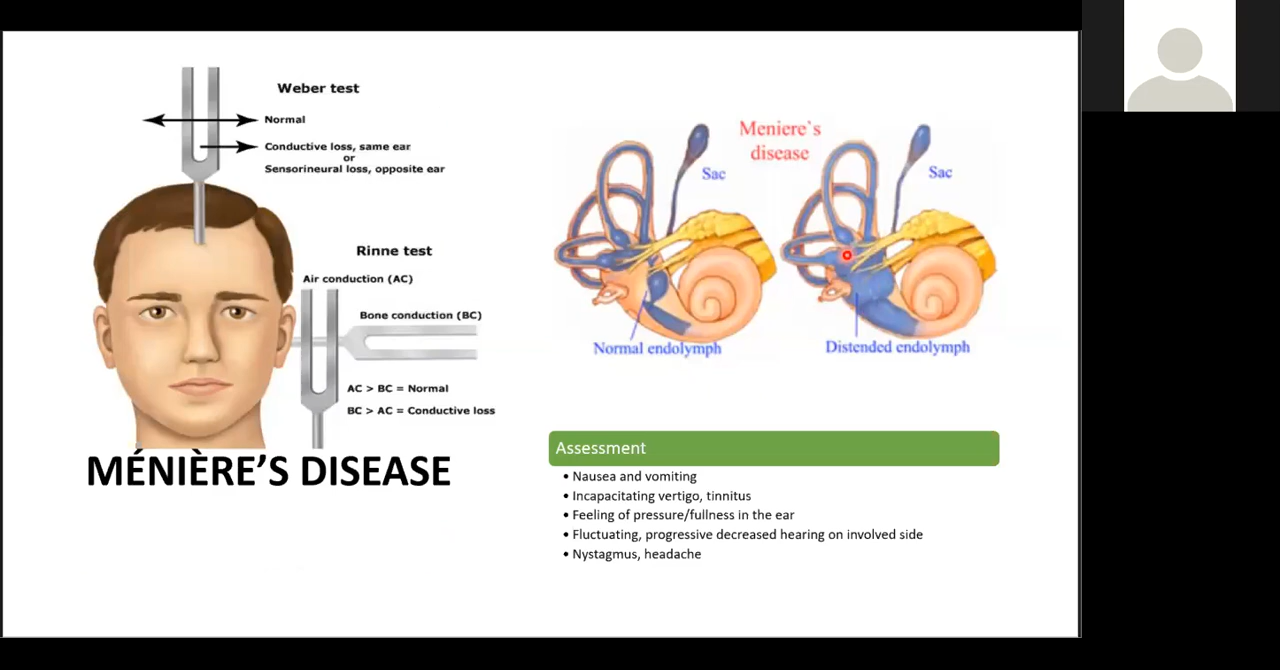 Weber test
Normal
Conductive loss, same ear
or
Sensorineural loss, opposite ear
Rinne test
Air conduction (AC)
Bone conduction (BC)
AC > BC = Normal
BC > AC = Conductive loss
MÉNIÈRE’S DISEASE
Meniere`s
disease
Sac
Sac
Normal endolymph
Distended endolymph
Assessment
• Nausea and vomiting
• Incapacitating vertigo, tinnitus
• Feeling of pressure/fullness in the ear
• Fluctuating, progressive decreased hearing on involved side
• Nystagmus, headache